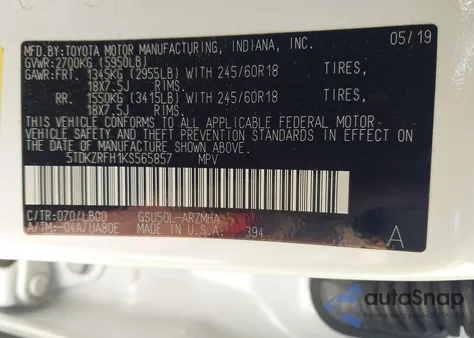 MFD.BY:TOYOTA MOTOR MANUFACTURING, INDIANA, INC. 05/19
GVWR:2700KG (5950LB)
GAWR:FRT. 1345KG (2955LB) WITH 245/60R18 TIRES,
18X7.5J RIMS.
RR. 1550KG (3415LB) WITH 245/60R18 TIRES,
18X7.5J RIMS.
THIS VEHICLE CONFORMS TO ALL APPLICABLE FEDERAL MOTOR
VEHICLE SAFETY AND THEFT PREVENTION STANDARDS IN EFFECT ON
THE DATE OF MANUFACTURE SHOWN ABOVE.
5TDKZRFH1KS565857 MPV
C/TR:070/LBC0 GSU50L-ARZMHA
A/TM:-04A/UA80E MADE IN U.S.A. 394 A
autoSnap